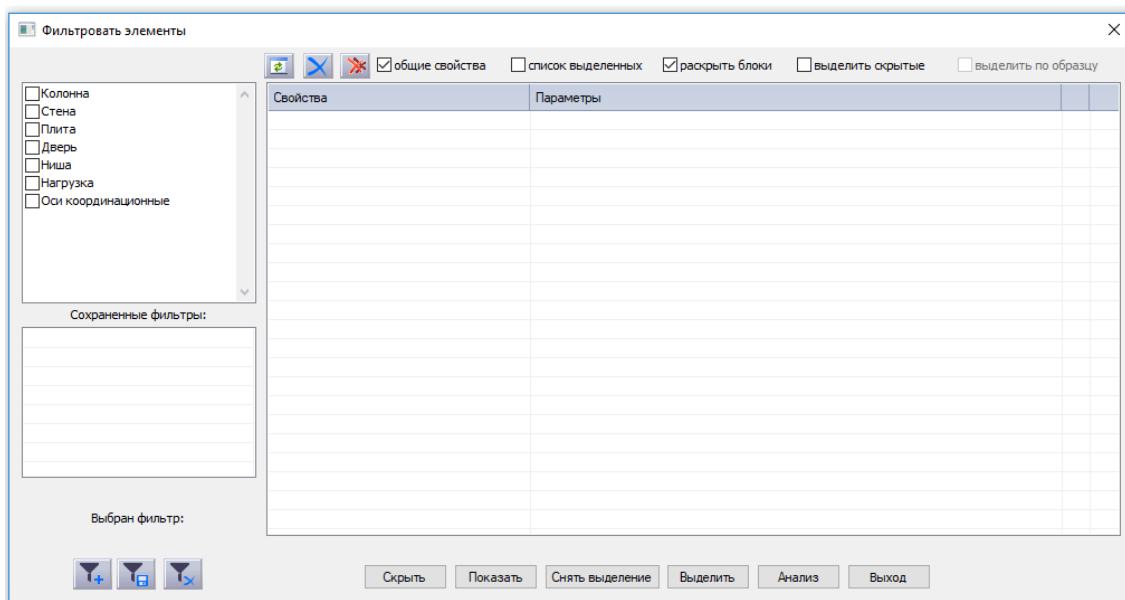 Фильтровать элементы
общие свойства список выделенных раскрыть блоки выделить скрытые выделить по образцу
Колонна
Стена
Плита
Дверь
Ниша
Нагрузка
Оси координационные
Свойства Параметры
Сохраненные фильтры:
Выбран фильтр:
Скрыть Показать Снять выделение Выделить Анализ Выход